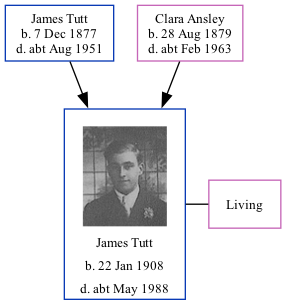 James Tutt
b. 7 Dec 1877
d. abt Aug 1951
Clara Ansley
b. 28 Aug 1879
d. abt Feb 1963
James Tutt
b. 22 Jan 1908
d. abt May 1988
Living